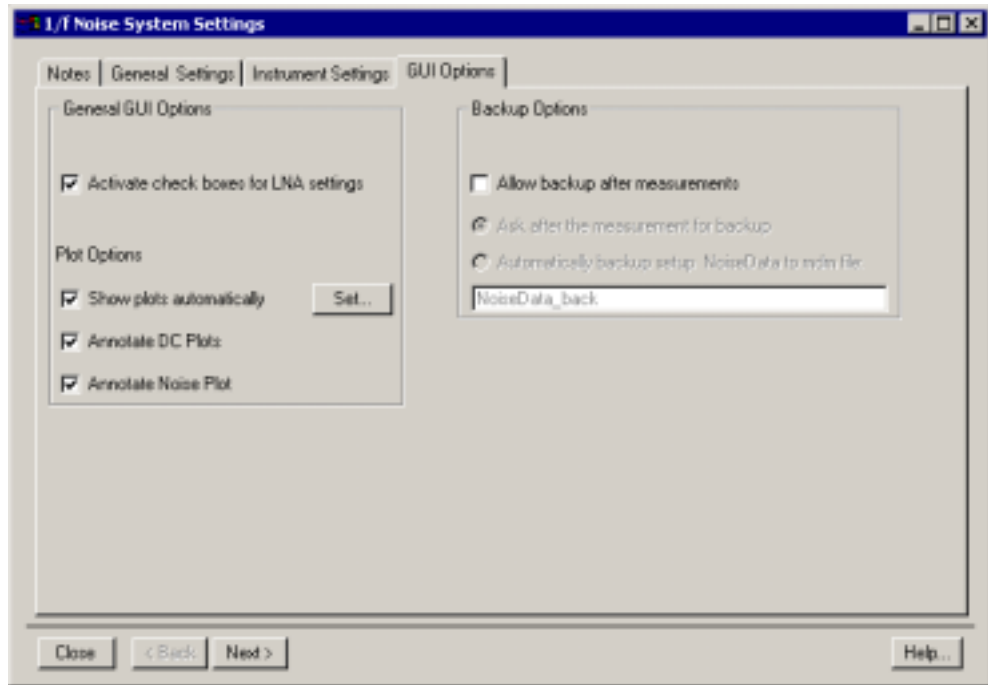 1/f Noise System Settings
Notes
General Settings
Instrument Settings
GUI Options
General GUI Options
Activate check boxes for LNA settings
Plot Options
Show plots automatically
Set...
Annotate DC Plots
Annotate Noise Plot
Backup Options
Allow backup after measurements
Ask after the measurement for backup
Automatically backup setup NoiseData to mdm file:
NoiseData_back
Close
< Back
Next >
Help...